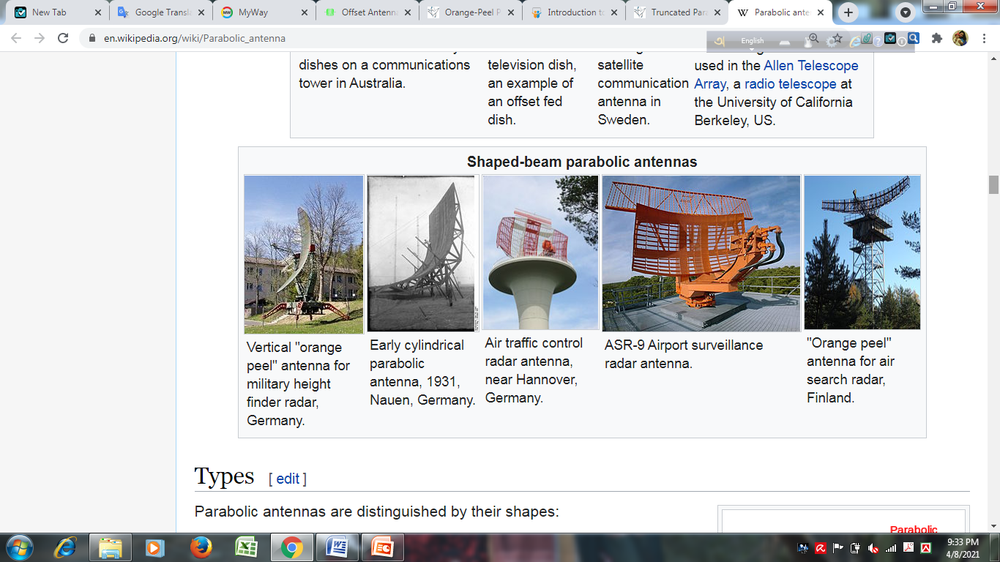 New Tab
Google Transla
MyWay
Offset Antenna
Orange-Peel P
Introduction to
Truncated Para
W Parabolic ante
en.wikipedia.org/wiki/Parabolic_antenna
English
dishes on a communications
tower in Australia.
television dish,
an example of
an offset fed
dish.
satellite
communication
antenna in
Sweden.
used in the Allen Telescope
Array, a radio telescope at
the University of California
Berkeley, US.
Shaped-beam parabolic antennas
Vertical "orange
peel" antenna for
military height
finder radar,
Germany.
Early cylindrical
parabolic
antenna, 1931,
Nauen, Germany.
Air traffic control
radar antenna,
near Hannover,
Germany.
ASR-9 Airport surveillance
radar antenna.
"Orange peel"
antenna for air
search radar,
Finland.
Types [ edit ]
Parabolic antennas are distinguished by their shapes:
Parabolic
9:33 PM
4/8/2021